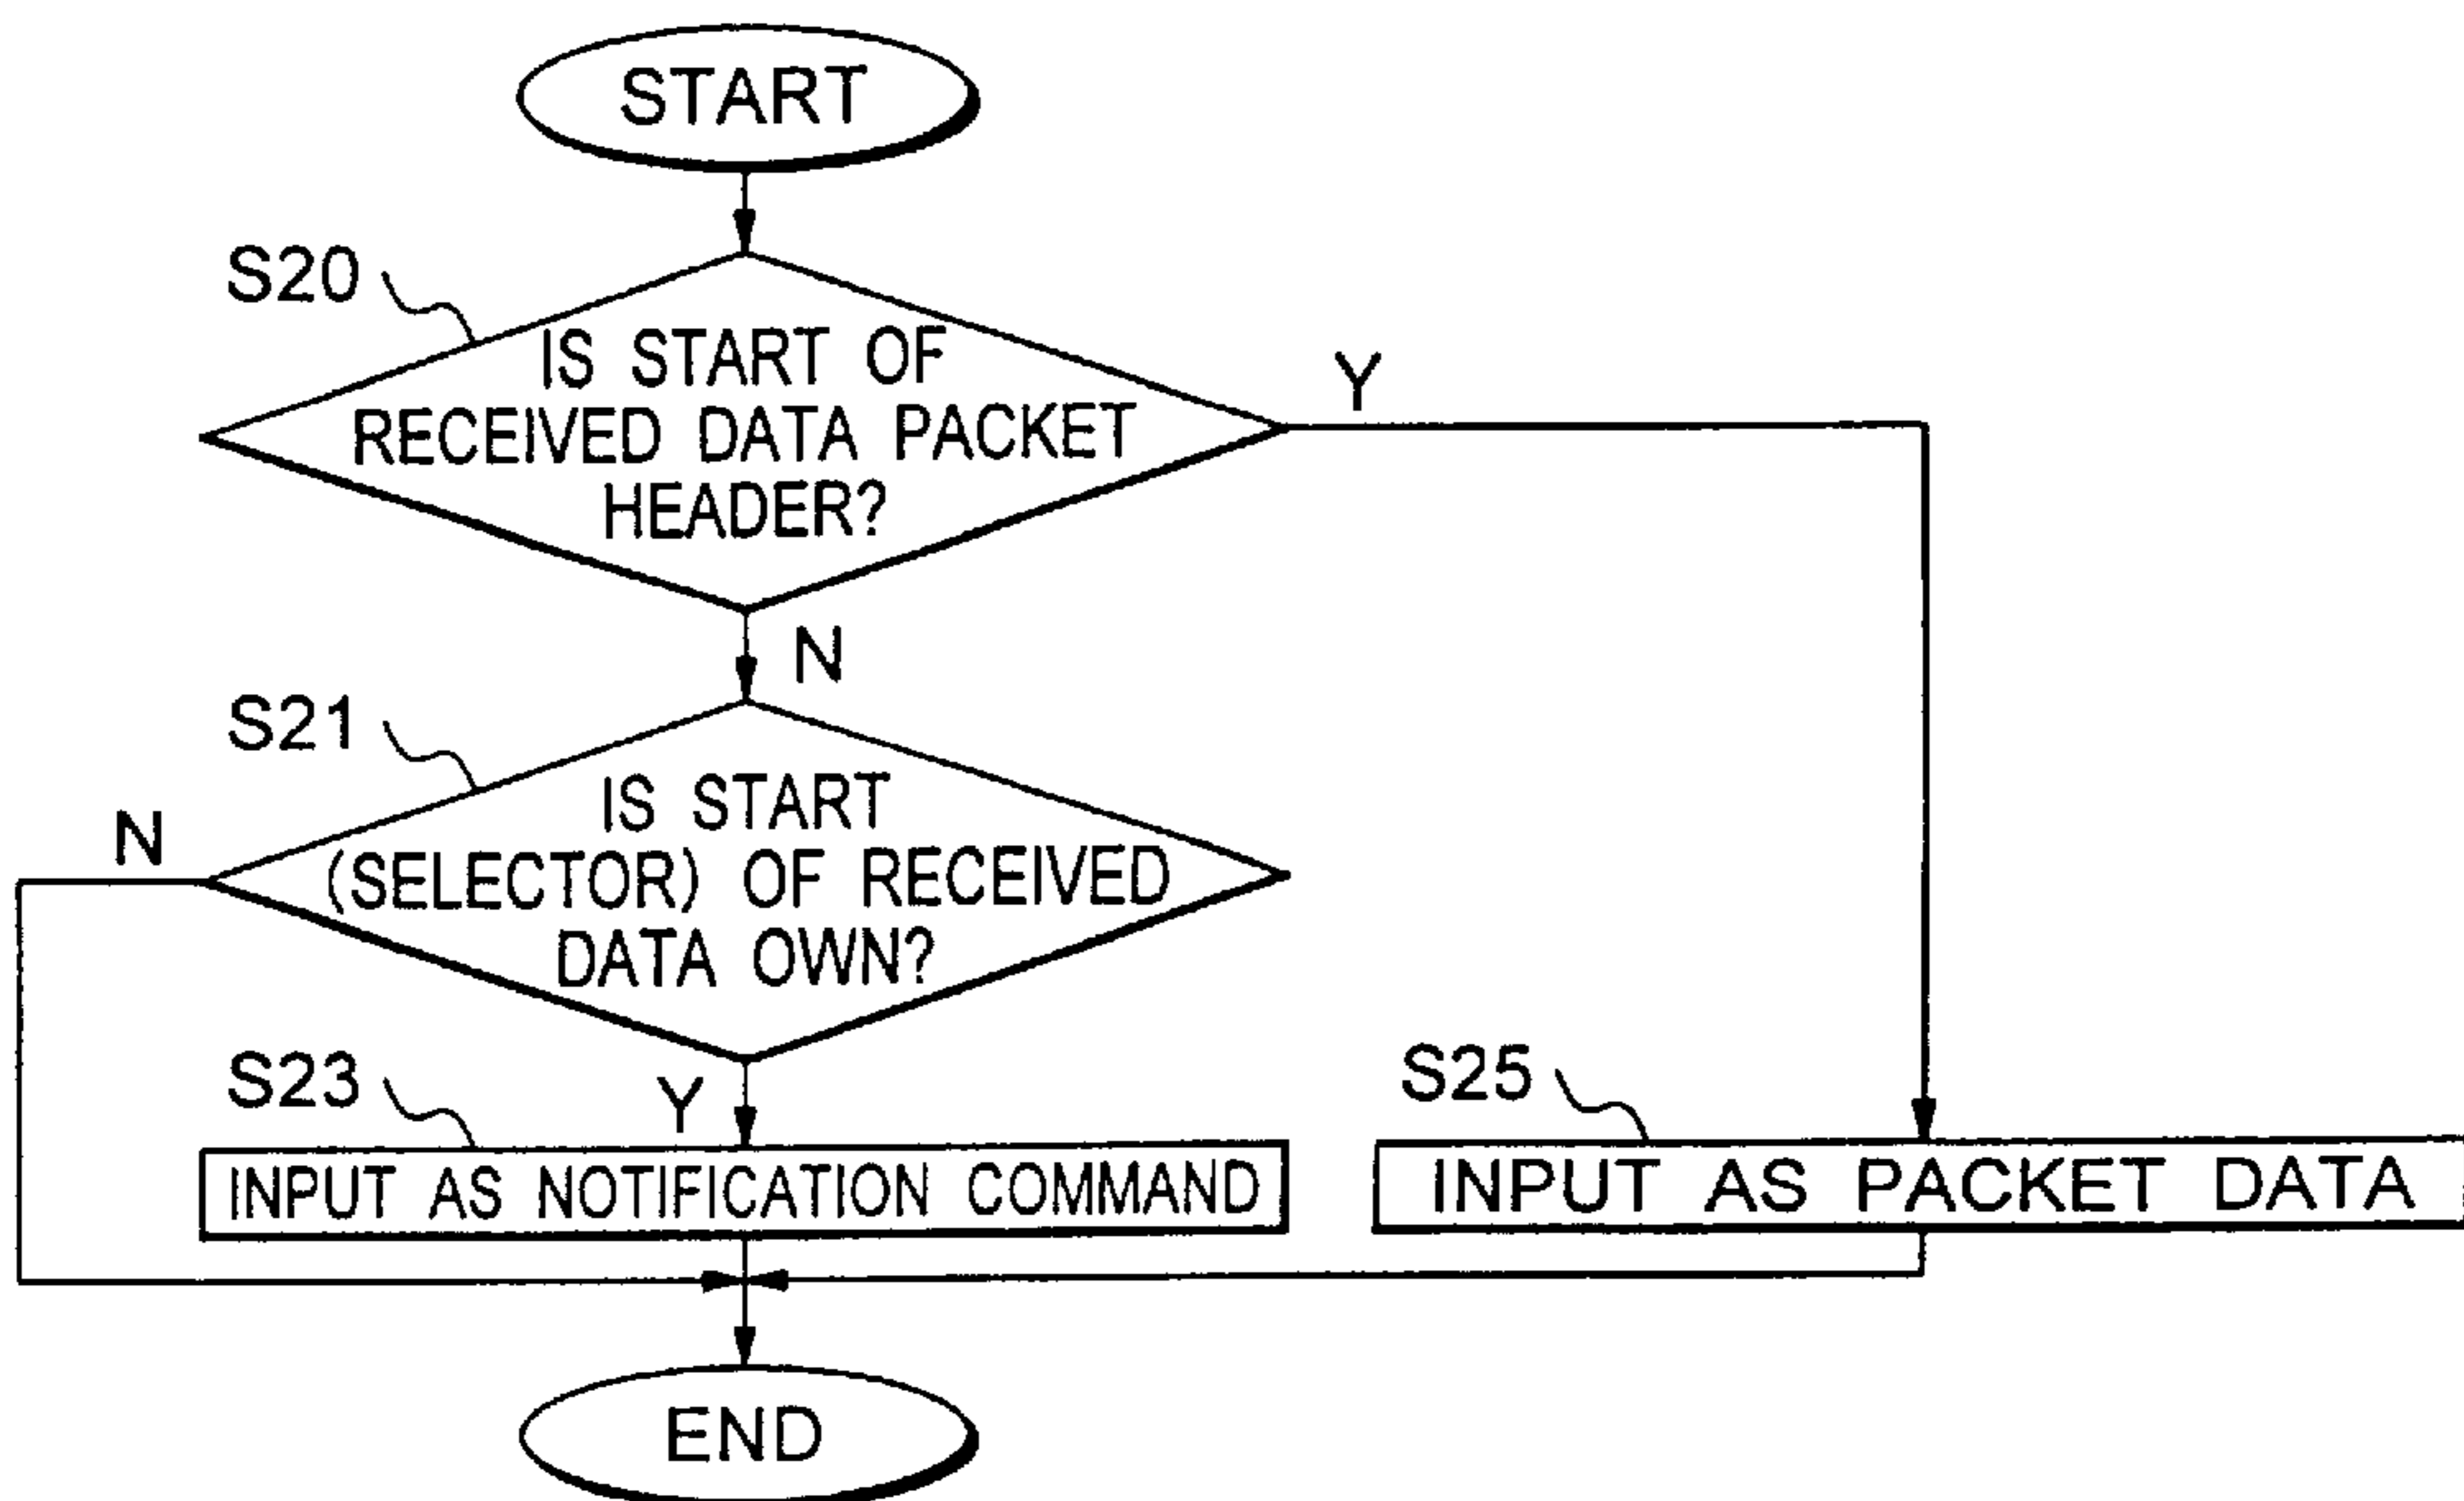 START
S20
IS START OF
RECEIVED DATA PACKET
HEADER?
Y
N
S21
IS START
(SELECTOR) OF RECEIVED
DATA OWN?
N
Y
S23
INPUT AS NOTIFICATION COMMAND
S25
INPUT AS PACKET DATA
END